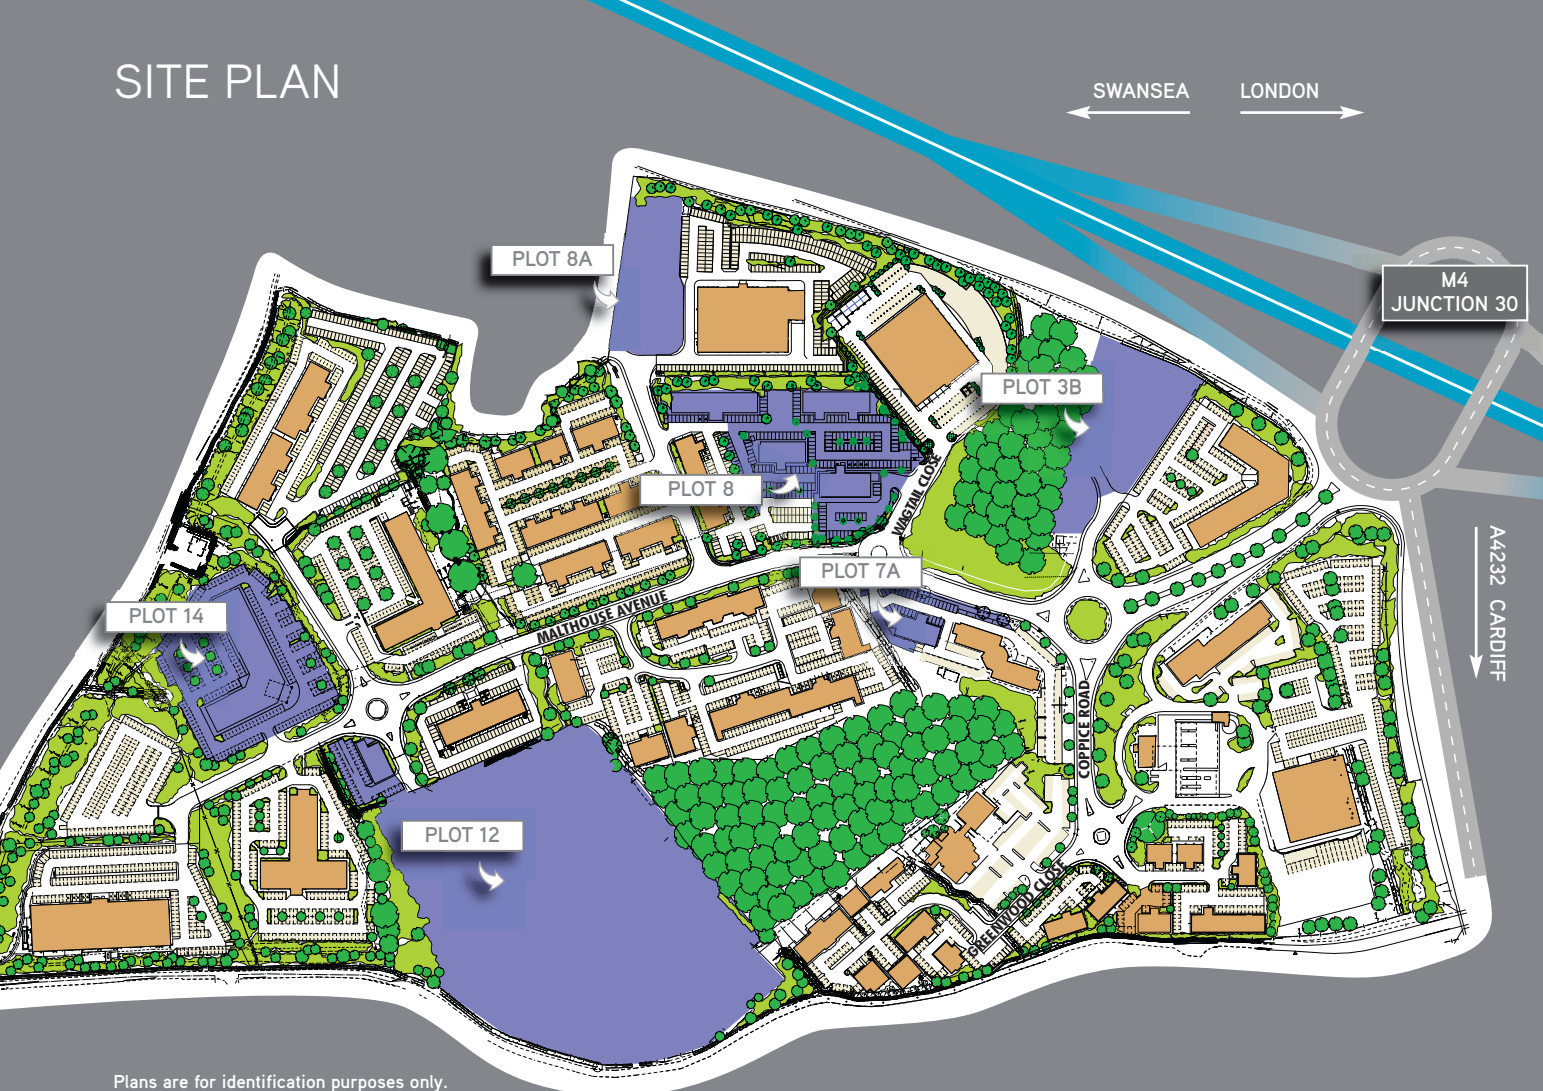 SITE PLAN
SWANSEA
LONDON
M4
JUNCTION 30
PLOT 8A
PLOT 3B
PLOT 8
WAGTAIL CLOSE
A4232 CARDIFF
PLOT 7A
PLOT 14
MALTHOUSE AVENUE
COPPICE ROAD
PLOT 12
GREENWOOD CLOSE
Plans are for identification purposes only.